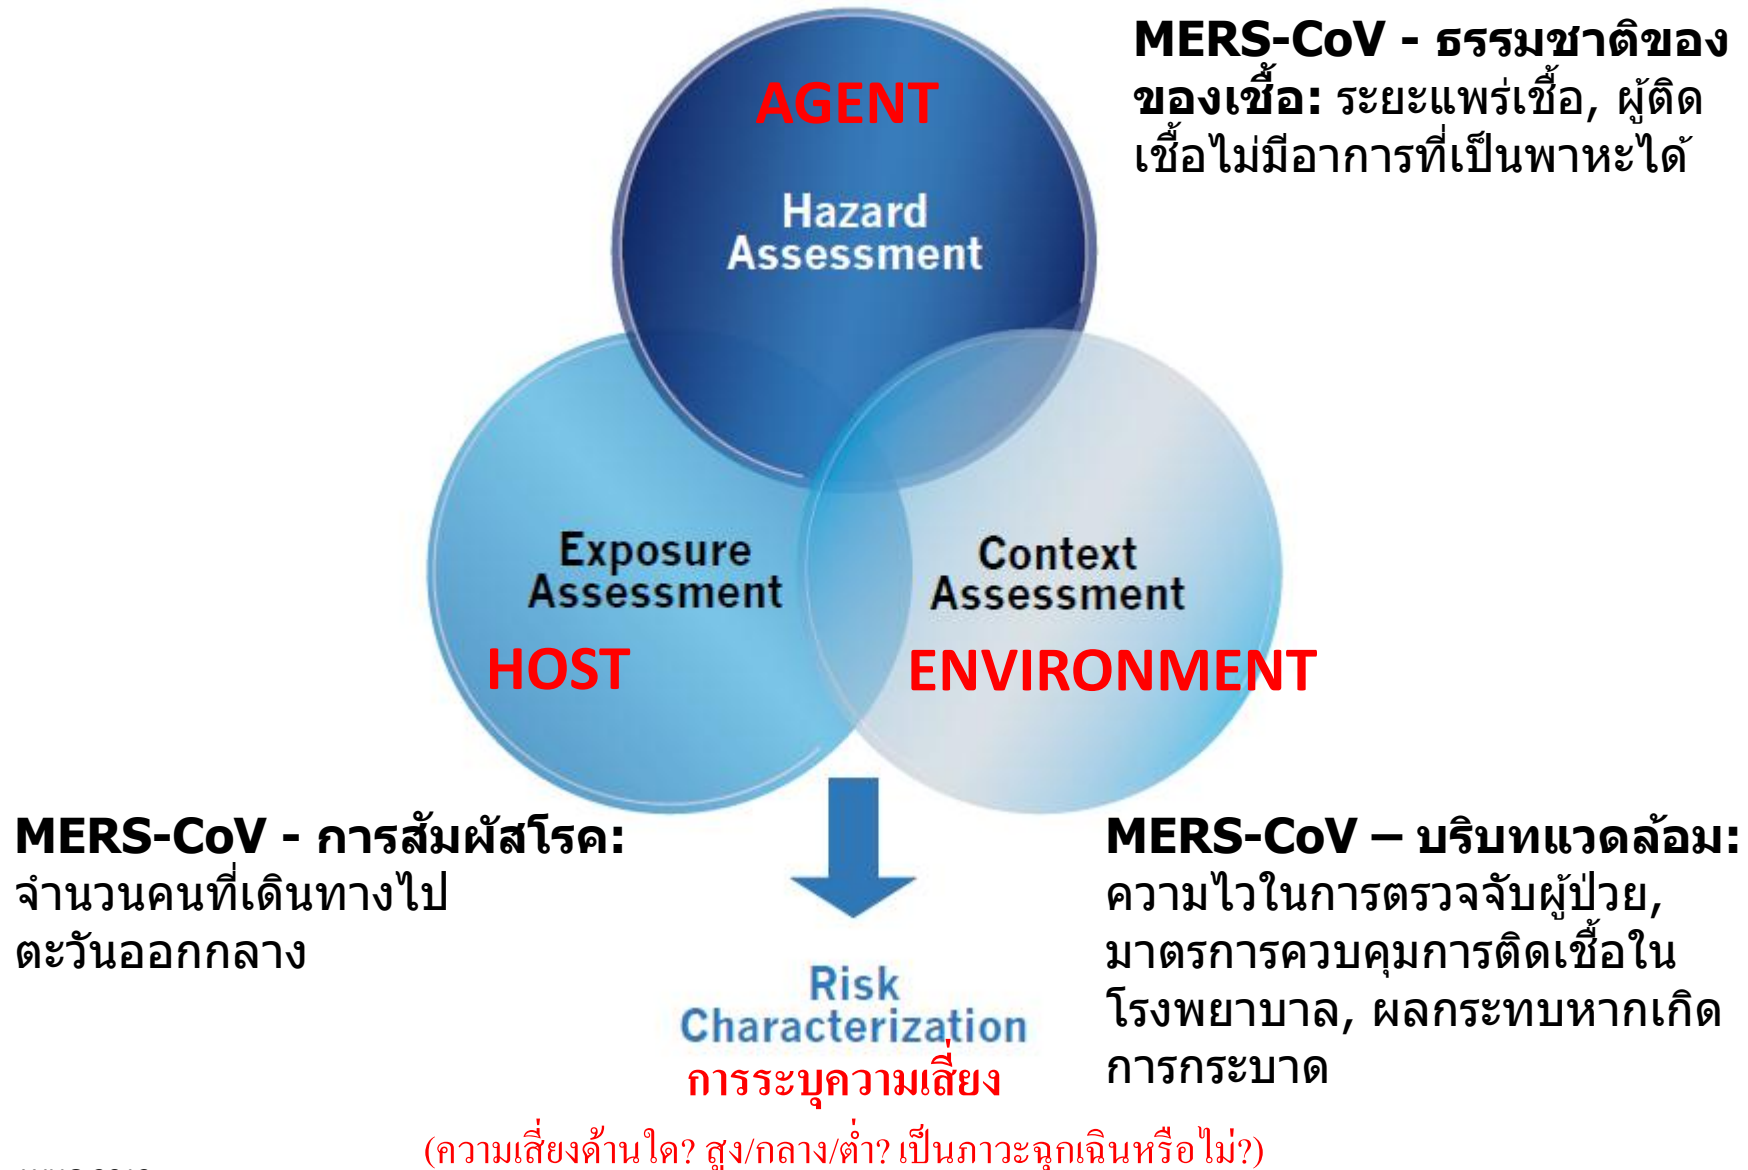 MERS-CoV - ธรรมชาติของ
ของเชื้อ: ระยะแพร่เชื้อ, ผู้ติด
เชื้อไม่มีอาการที่เป็นพาหะได้
AGENT
Hazard
Assessment
Exposure
Assessment
HOST
Context
Assessment
ENVIRONMENT
MERS-CoV - การสัมผัสโรค:
จำนวนคนที่เดินทางไป
ตะวันออกกลาง
MERS-CoV – บริบทแวดล้อม:
ความไวในการตรวจจับผู้ป่วย,
มาตรการควบคุมการติดเชื้อใน
โรงพยาบาล, ผลกระทบหากเกิด
การกระบาด
Risk
Characterization
การระบุความเสี่ยง
(ความเสี่ยงด้านใด? สูง/กลาง/ต่ำ? เป็นภาวะฉุกเฉินหรือไม่?)